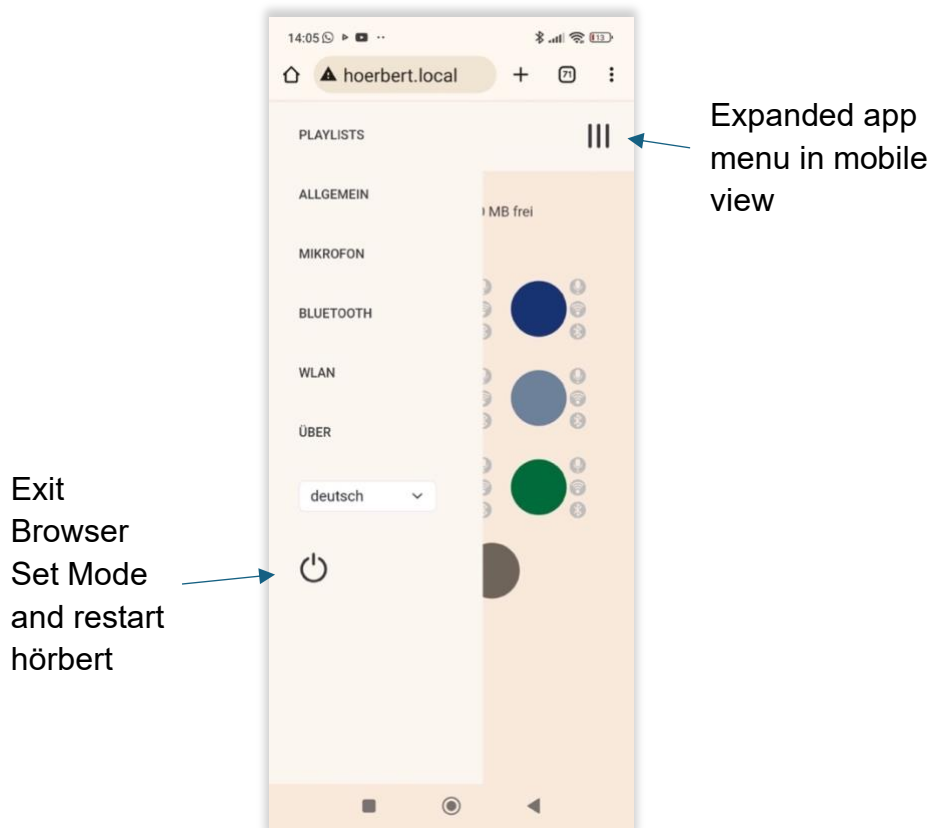 14:05
hoerbert.local
71
13
PLAYLISTS
ALLGEMEIN
MB frei
MIKROFON
BLUETOOTH
WLAN
ÜBER
deutsch
Expanded app
menu in mobile
view
Exit
Browser
Set Mode
and restart
hörbert